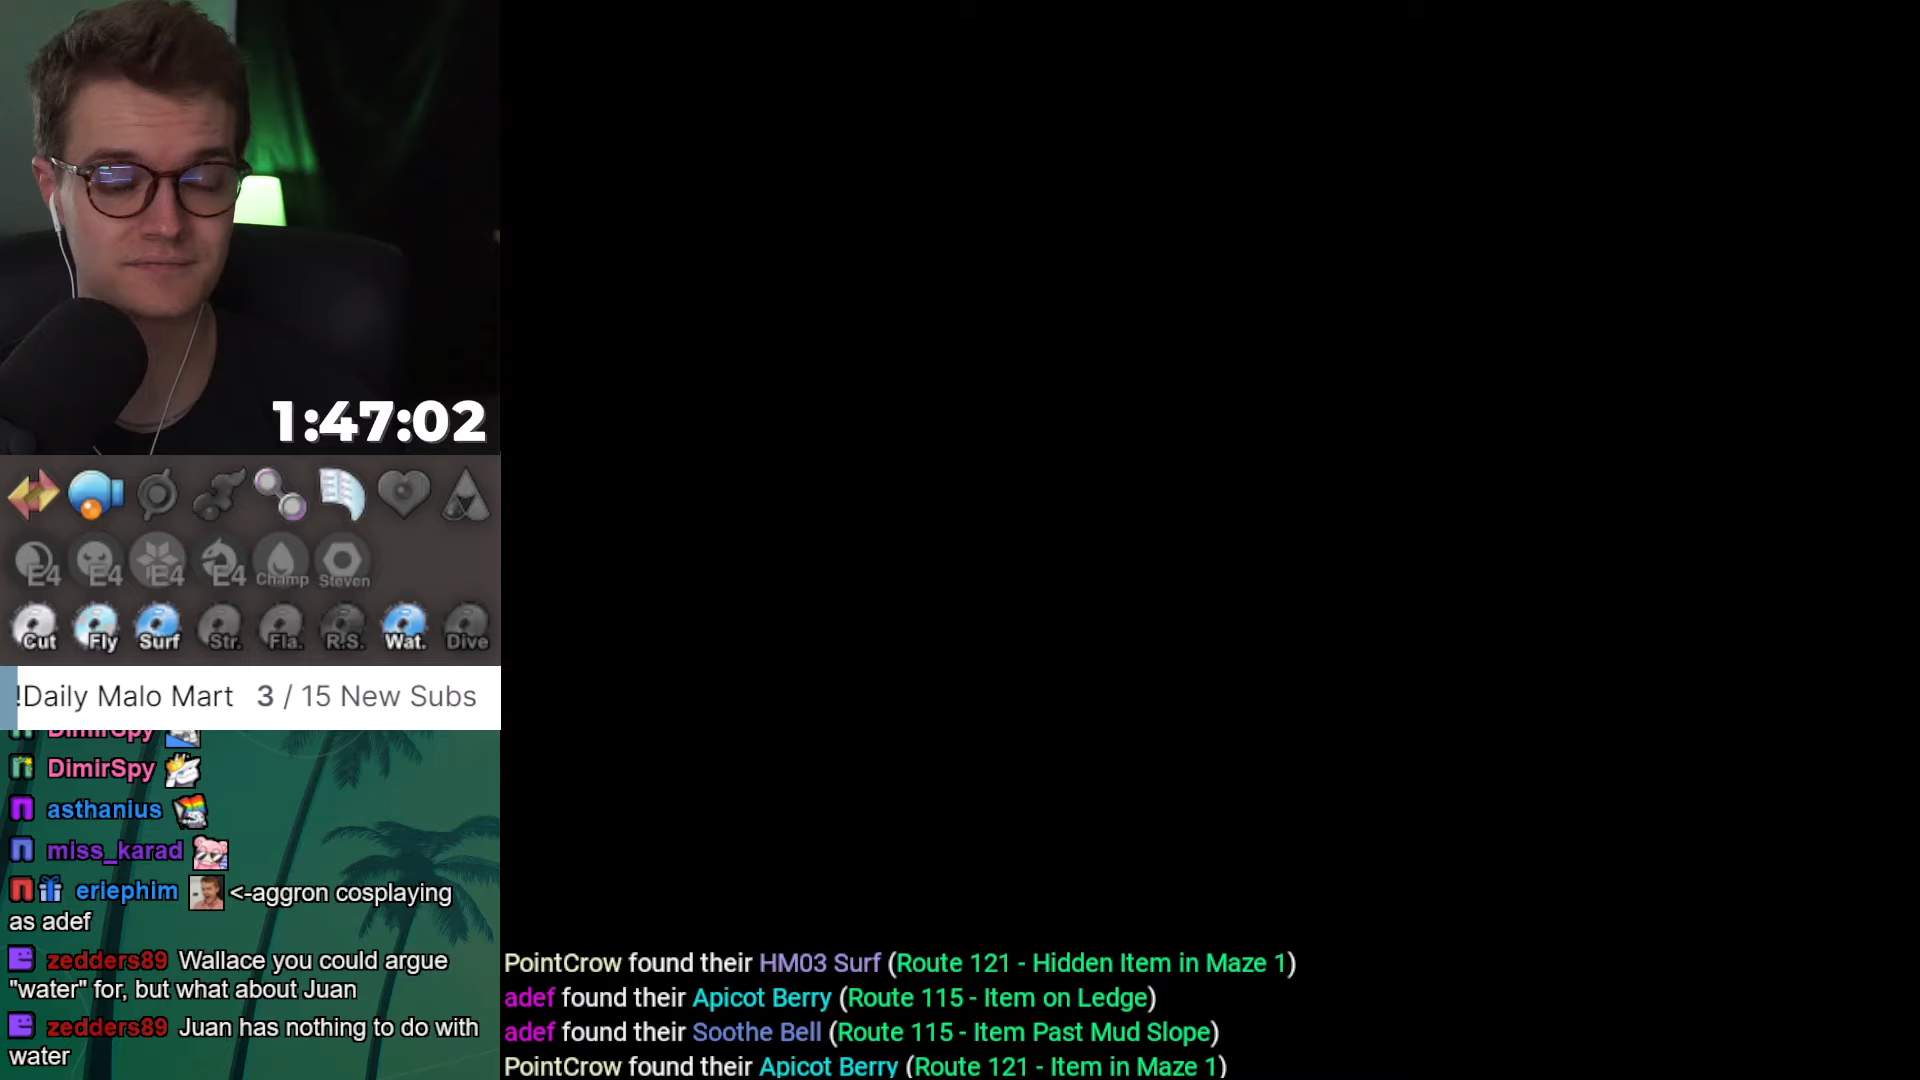 1:47:02
E4 E4 E4 E4 Champ Steven
Cut Fly Surf Str. Fla. R.S. Wat. Dive
!Daily Malo Mart 3 / 15 New Subs
DimirSpy
DimirSpy
asthanius
miss_karad
eriephim <-aggron cosplaying
as adef
zedders89 Wallace you could argue
"water" for, but what about Juan
zedders89 Juan has nothing to do with
water
PointCrow found their HM03 Surf (Route 121 - Hidden Item in Maze 1)
adef found their Apicot Berry (Route 115 - Item on Ledge)
adef found their Soothe Bell (Route 115 - Item Past Mud Slope)
PointCrow found their Apicot Berry (Route 121 - Item in Maze 1)